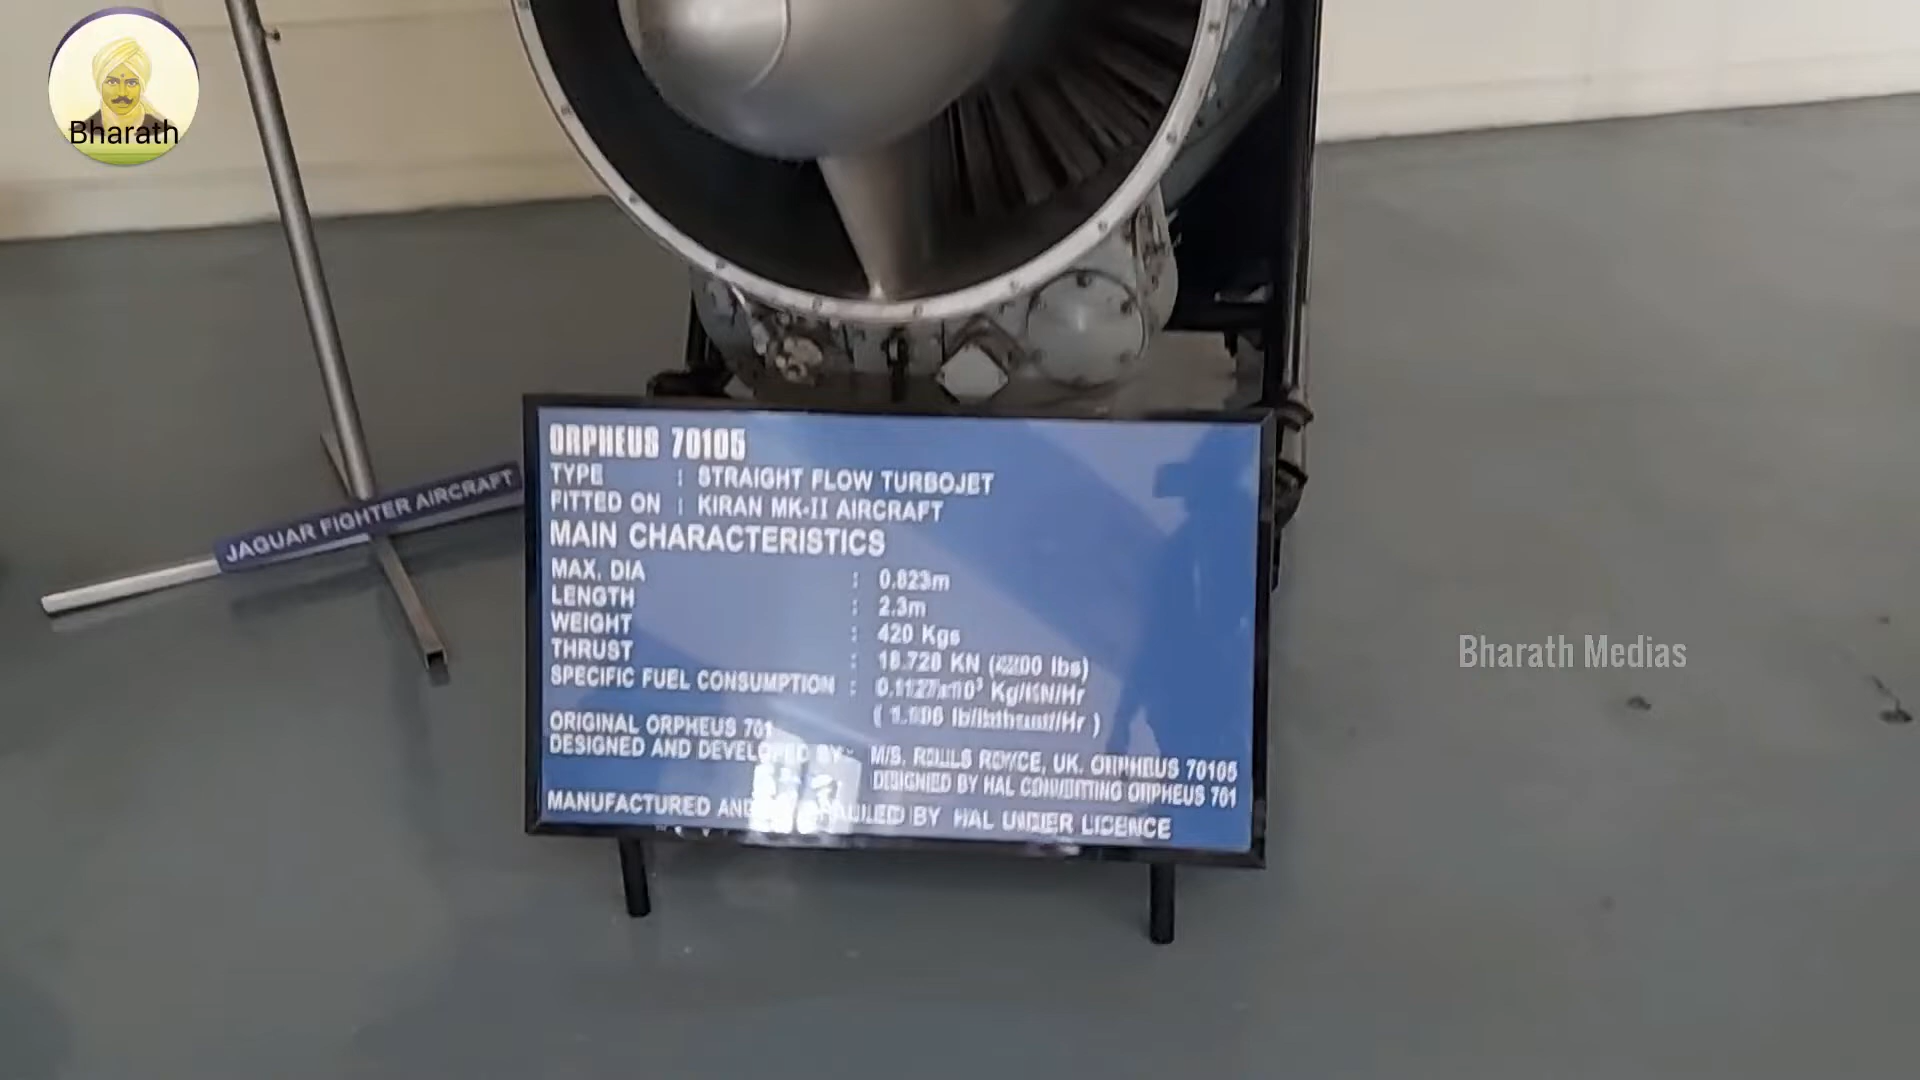 Bharath
JAGUAR FIGHTER AIRCRAFT
ORPHEUS 70105
TYPE : STRAIGHT FLOW TURBOJET
FITTED ON : KIRAN MK-II AIRCRAFT
MAIN CHARACTERISTICS
MAX. DIA : 0.823m
LENGTH : 2.3m
WEIGHT : 420 Kgs
THRUST : KN lbs)
SPECIFIC FUEL CONSUMPTION : Kg/KN/Hr
ORIGINAL ORPHEUS 701
DESIGNED AND DEVELOPED BY M/S. ROLLS ROYCE, UK. ORPHEUS 70105
DESIGNED BY HAL ORPHEUS 701
MANUFACTURED BY HAL UNDER LICENCE
Bharath Medias